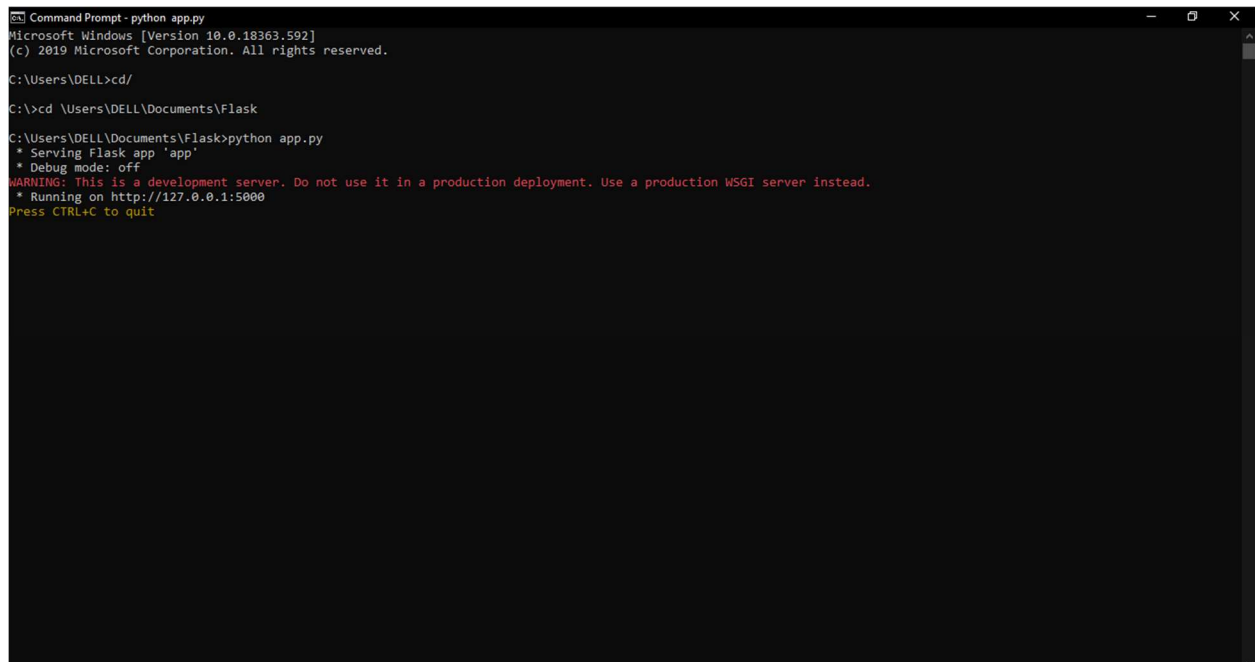 Command Prompt - python  app.py
Microsoft Windows [Version 10.0.18363.592]
(c) 2019 Microsoft Corporation. All rights reserved.
C:\Users\DELL>cd/
C:\>cd \Users\DELL\Documents\Flask
C:\Users\DELL\Documents\Flask>python app.py
 * Serving Flask app 'app'
 * Debug mode: off
WARNING: This is a development server. Do not use it in a production deployment. Use a production WSGI server instead.
 * Running on http://127.0.0.1:5000
Press CTRL+C to quit